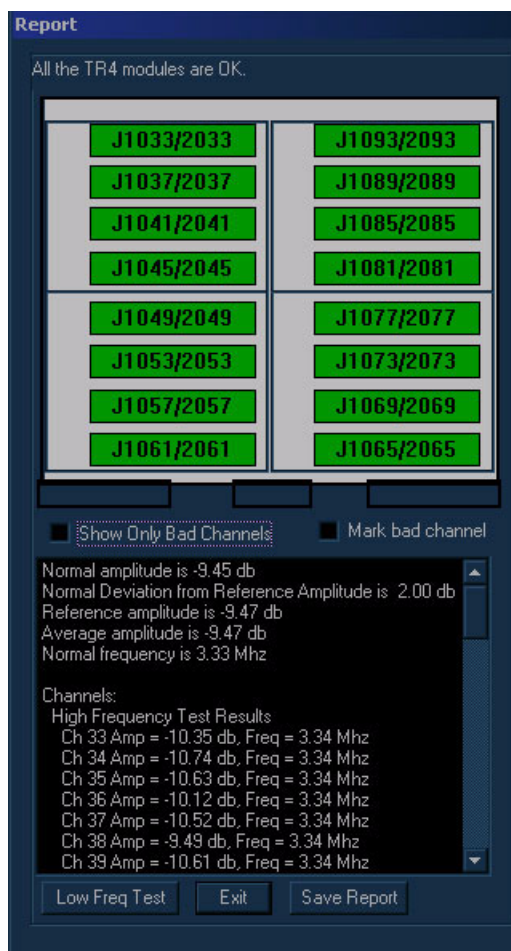 Report
All the TR4 modules are OK.
J1033/2033 J1093/2093
J1037/2037 J1089/2089
J1041/2041 J1085/2085
J1045/2045 J1081/2081
J1049/2049 J1077/2077
J1053/2053 J1073/2073
J1057/2057 J1069/2069
J1061/2061 J1065/2065
Show Only Bad Channels Mark bad channel
Normal amplitude is -9.45 db
Normal Deviation from Reference Amplitude is 2.00 db
Reference amplitude is -9.47 db
Average amplitude is -9.47 db
Normal frequency is 3.33 Mhz
Channels:
High Frequency Test Results
Ch 33 Amp = -10.35 db, Freq = 3.34 Mhz
Ch 34 Amp = -10.74 db, Freq = 3.34 Mhz
Ch 35 Amp = -10.63 db, Freq = 3.34 Mhz
Ch 36 Amp = -10.12 db, Freq = 3.34 Mhz
Ch 37 Amp = -10.52 db, Freq = 3.34 Mhz
Ch 38 Amp = -9.49 db, Freq = 3.34 Mhz
Ch 39 Amp = -10.61 db, Freq = 3.34 Mhz
Low Freq Test Exit Save Report